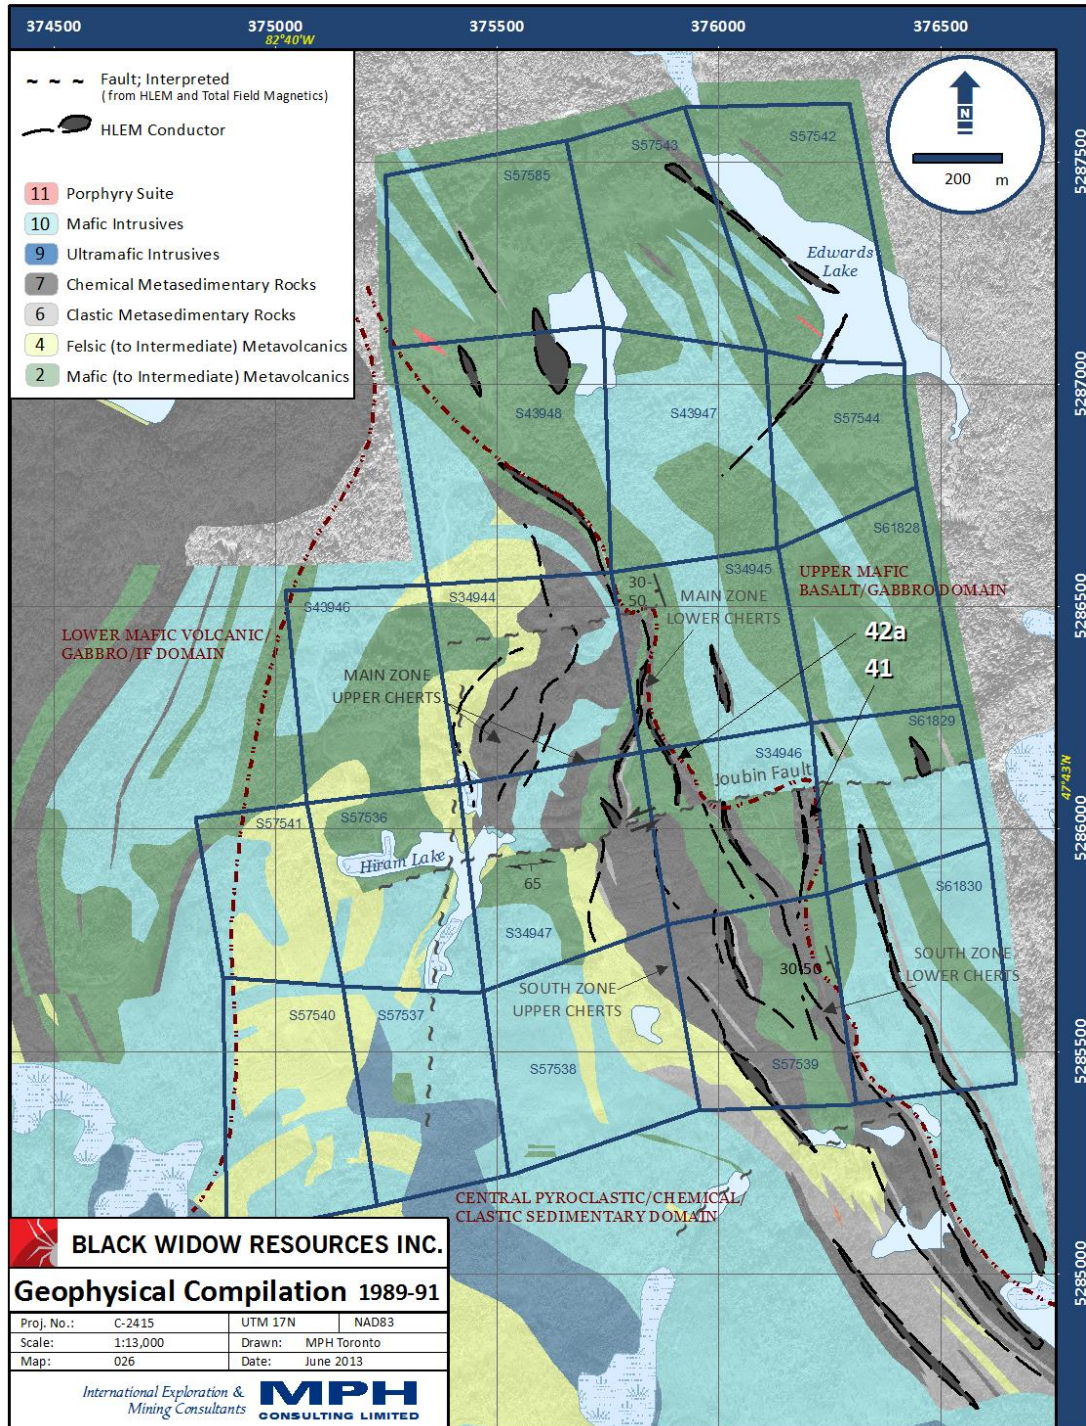 374500 375000 375500 376000 376500
82°40'W
Fault; Interpreted
(from HLEM and Total Field Magnetics)
HLEM Conductor
11 Porphyry Suite
10 Mafic Intrusives
9 Ultramafic Intrusives
7 Chemical Metasedimentary Rocks
6 Clastic Metasedimentary Rocks
4 Felsic (to Intermediate) Metavolcanics
2 Mafic (to Intermediate) Metavolcanics
N
200 m
5287500
5287000
5286500
47°43'N
5286000
5285500
5285000
S57542
S57543
S57585
Edwards
Lake
S43948
S43947
S57544
S61828
S34945
UPPER MAFIC
BASALT/GABBRO DOMAIN
30-
50
MAIN ZONE
LOWER CHERTS
S43946
S34944
LOWER MAFIC VOLCANIC/
GABBRO/IF DOMAIN
42a
41
MAIN ZONE
UPPER CHERTS
S61829
S34946
Joubin Fault
S57541
S57536
Hiram Lake
65
S61830
S34947
30-50
SOUTH ZONE
LOWER CHERTS
SOUTH ZONE
UPPER CHERTS
S57540
S57537
S57538
S57539
CENTRAL PYROCLASTIC/CHEMICAL/
CLASTIC SEDIMENTARY DOMAIN
BLACK WIDOW RESOURCES INC.
Geophysical Compilation 1989-91
Proj. No.: C-2415 UTM 17N NAD83
Scale: 1:13,000 Drawn: MPH Toronto
Map: 026 Date: June 2013
International Exploration &
Mining Consultants
MPH
CONSULTING LIMITED